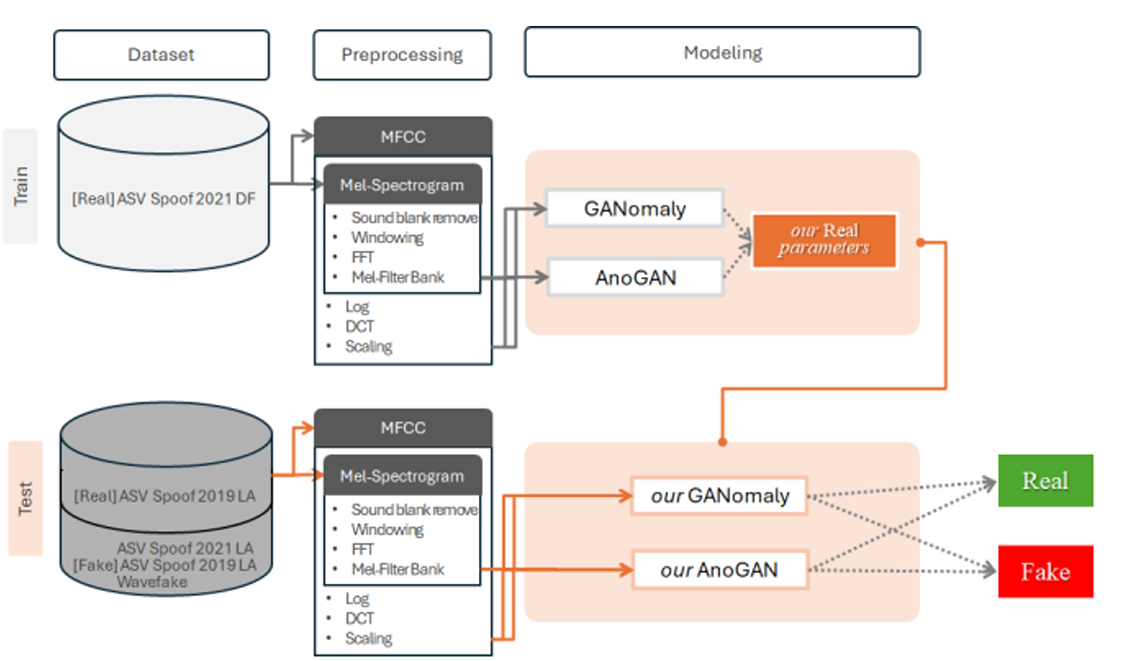 Dataset
Preprocessing
Modeling
Train
[Real] ASV Spoof 2021 DF
MFCC
Mel-Spectrogram
• Sound blank remove
• Windowing
• FFT
• Mel-Filter Bank
• Log
• DCT
• Scaling
GANomaly
AnoGAN
our Real
parameters
Test
[Real] ASV Spoof 2019 LA
ASV Spoof 2021 LA
[Fake] ASV Spoof 2019 LA
Wavefake
MFCC
Mel-Spectrogram
• Sound blank remove
• Windowing
• FFT
• Mel-Filter Bank
• Log
• DCT
• Scaling
our GANomaly
our AnoGAN
Real
Fake